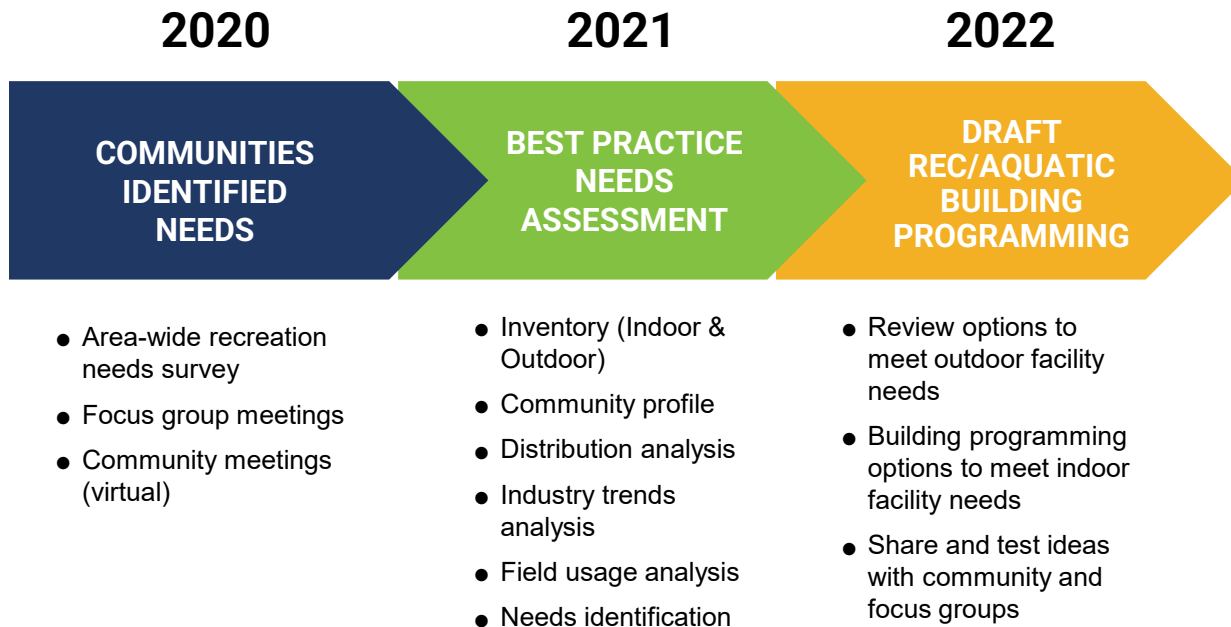 2020
2021
2022
COMMUNITIES
IDENTIFIED
NEEDS
BEST PRACTICE
NEEDS
ASSESSMENT
DRAFT
REC/AQUATIC
BUILDING
PROGRAMMING
● Area-wide recreation
needs survey
● Focus group meetings
● Community meetings
(virtual)
● Inventory (Indoor &
Outdoor)
● Community profile
● Distribution analysis
● Industry trends
analysis
● Field usage analysis
● Needs identification
● Review options to
meet outdoor facility
needs
● Building programming
options to meet indoor
facility needs
● Share and test ideas
with community and
focus groups